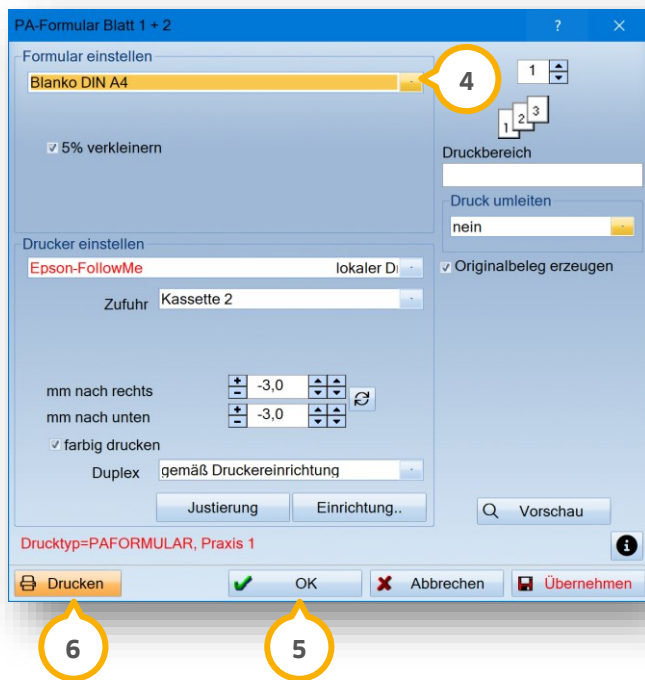 PA-Formular Blatt 1 + 2
?
Formular einstellen
Blanko DIN A4
4
5% verkleinern
1
1 2 3
Druckbereich
Druck umleiten
nein
Originalbeleg erzeugen
Drucker einstellen
Epson-FollowMe lokaler D
Zufuhr Kassette 2
mm nach rechts -3,0
mm nach unten -3,0
farbig drucken
Duplex gemäß Druckereinrichtung
Justierung Einrichtung..
Vorschau
Drucktyp=PAFORMULAR, Praxis 1
Drucken OK Abbrechen Übernehmen
6 5